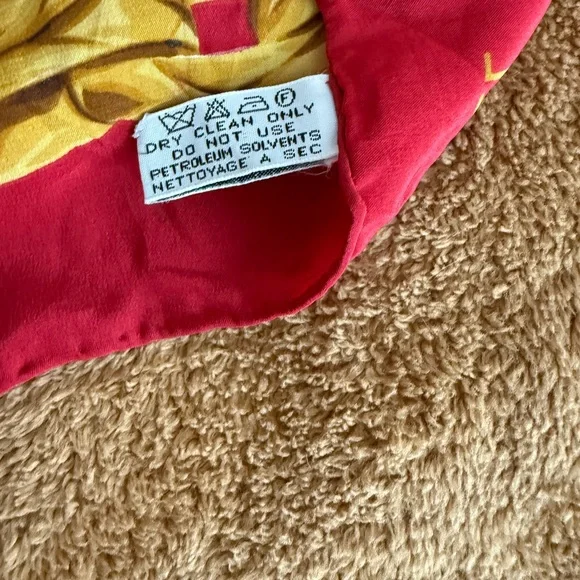 F
DRY CLEAN ONLY
DO NOT USE
PETROLEUM SOLVENTS
NETTOYAGE A SEC